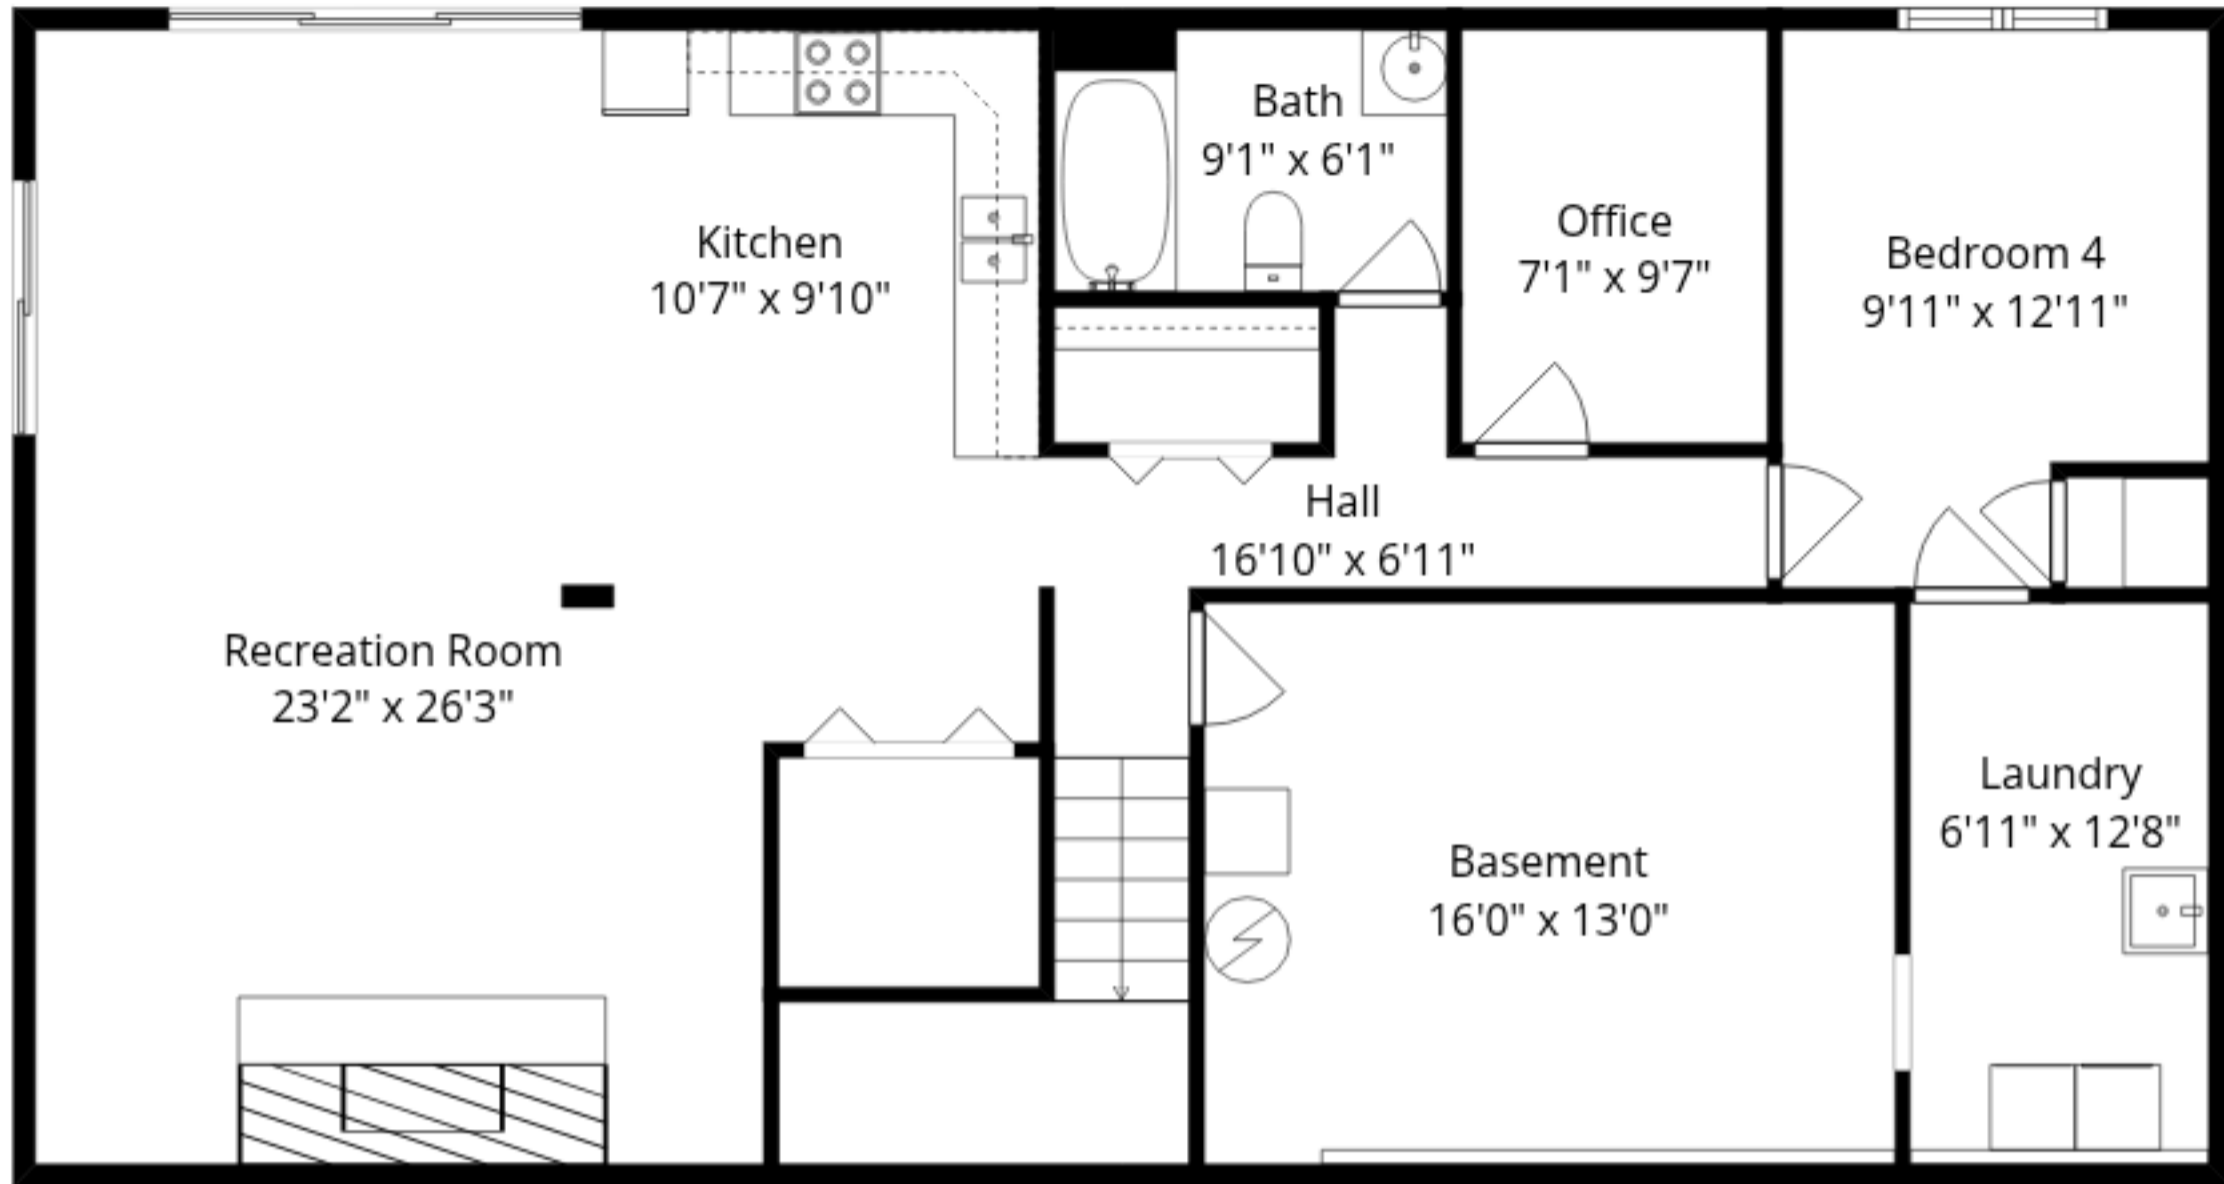 Bath
9'1" x 6'1"
Office
7'1" x 9'7"
Kitchen
10'7" x 9'10"
Bedroom 4
9'11" x 12'11"
Hall
16'10" x 6'11"
Recreation Room
23'2" x 26'3"
Laundry
6'11" x 12'8"
Basement
16'0" x 13'0"